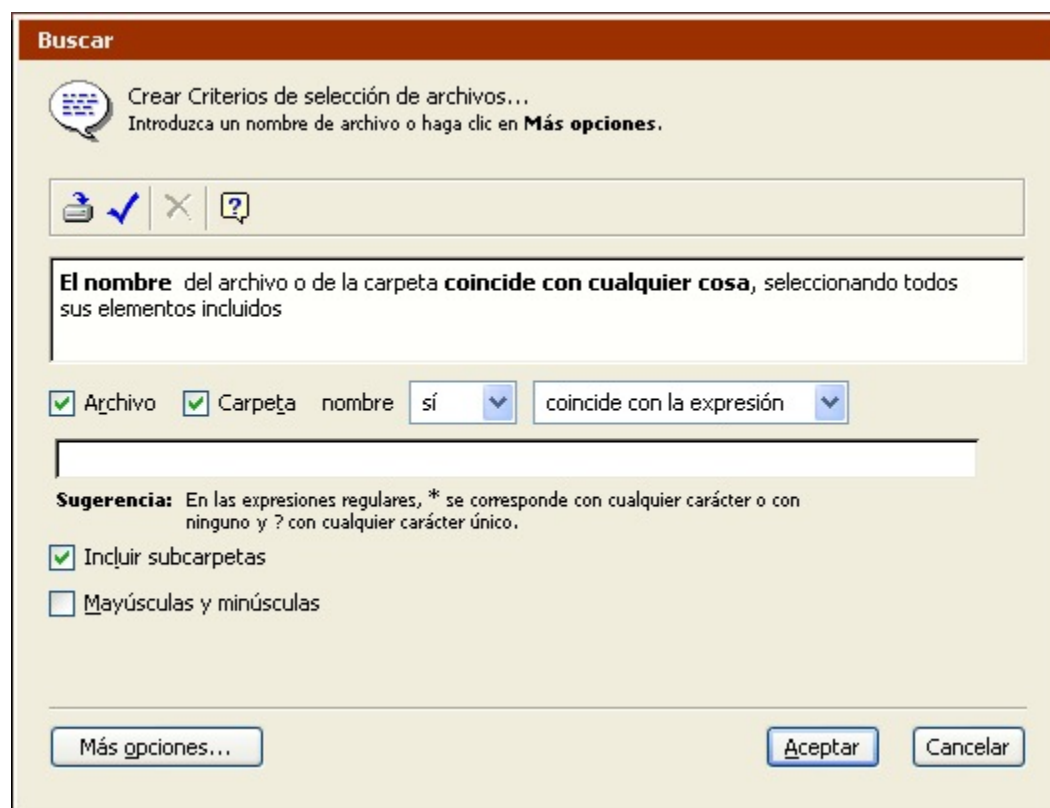 Buscar
Crear Criterios de selección de archivos...
Introduzca un nombre de archivo o haga clic en Más opciones.
El nombre del archivo o de la carpeta coincide con cualquier cosa, seleccionando todos
sus elementos incluidos
Archivo Carpeta nombre sí coincide con la expresión
Sugerencia: En las expresiones regulares, * se corresponde con cualquier carácter o con
ninguno y ? con cualquier carácter único.
Incluir subcarpetas
Mayúsculas y minúsculas
Más opciones... Aceptar Cancelar